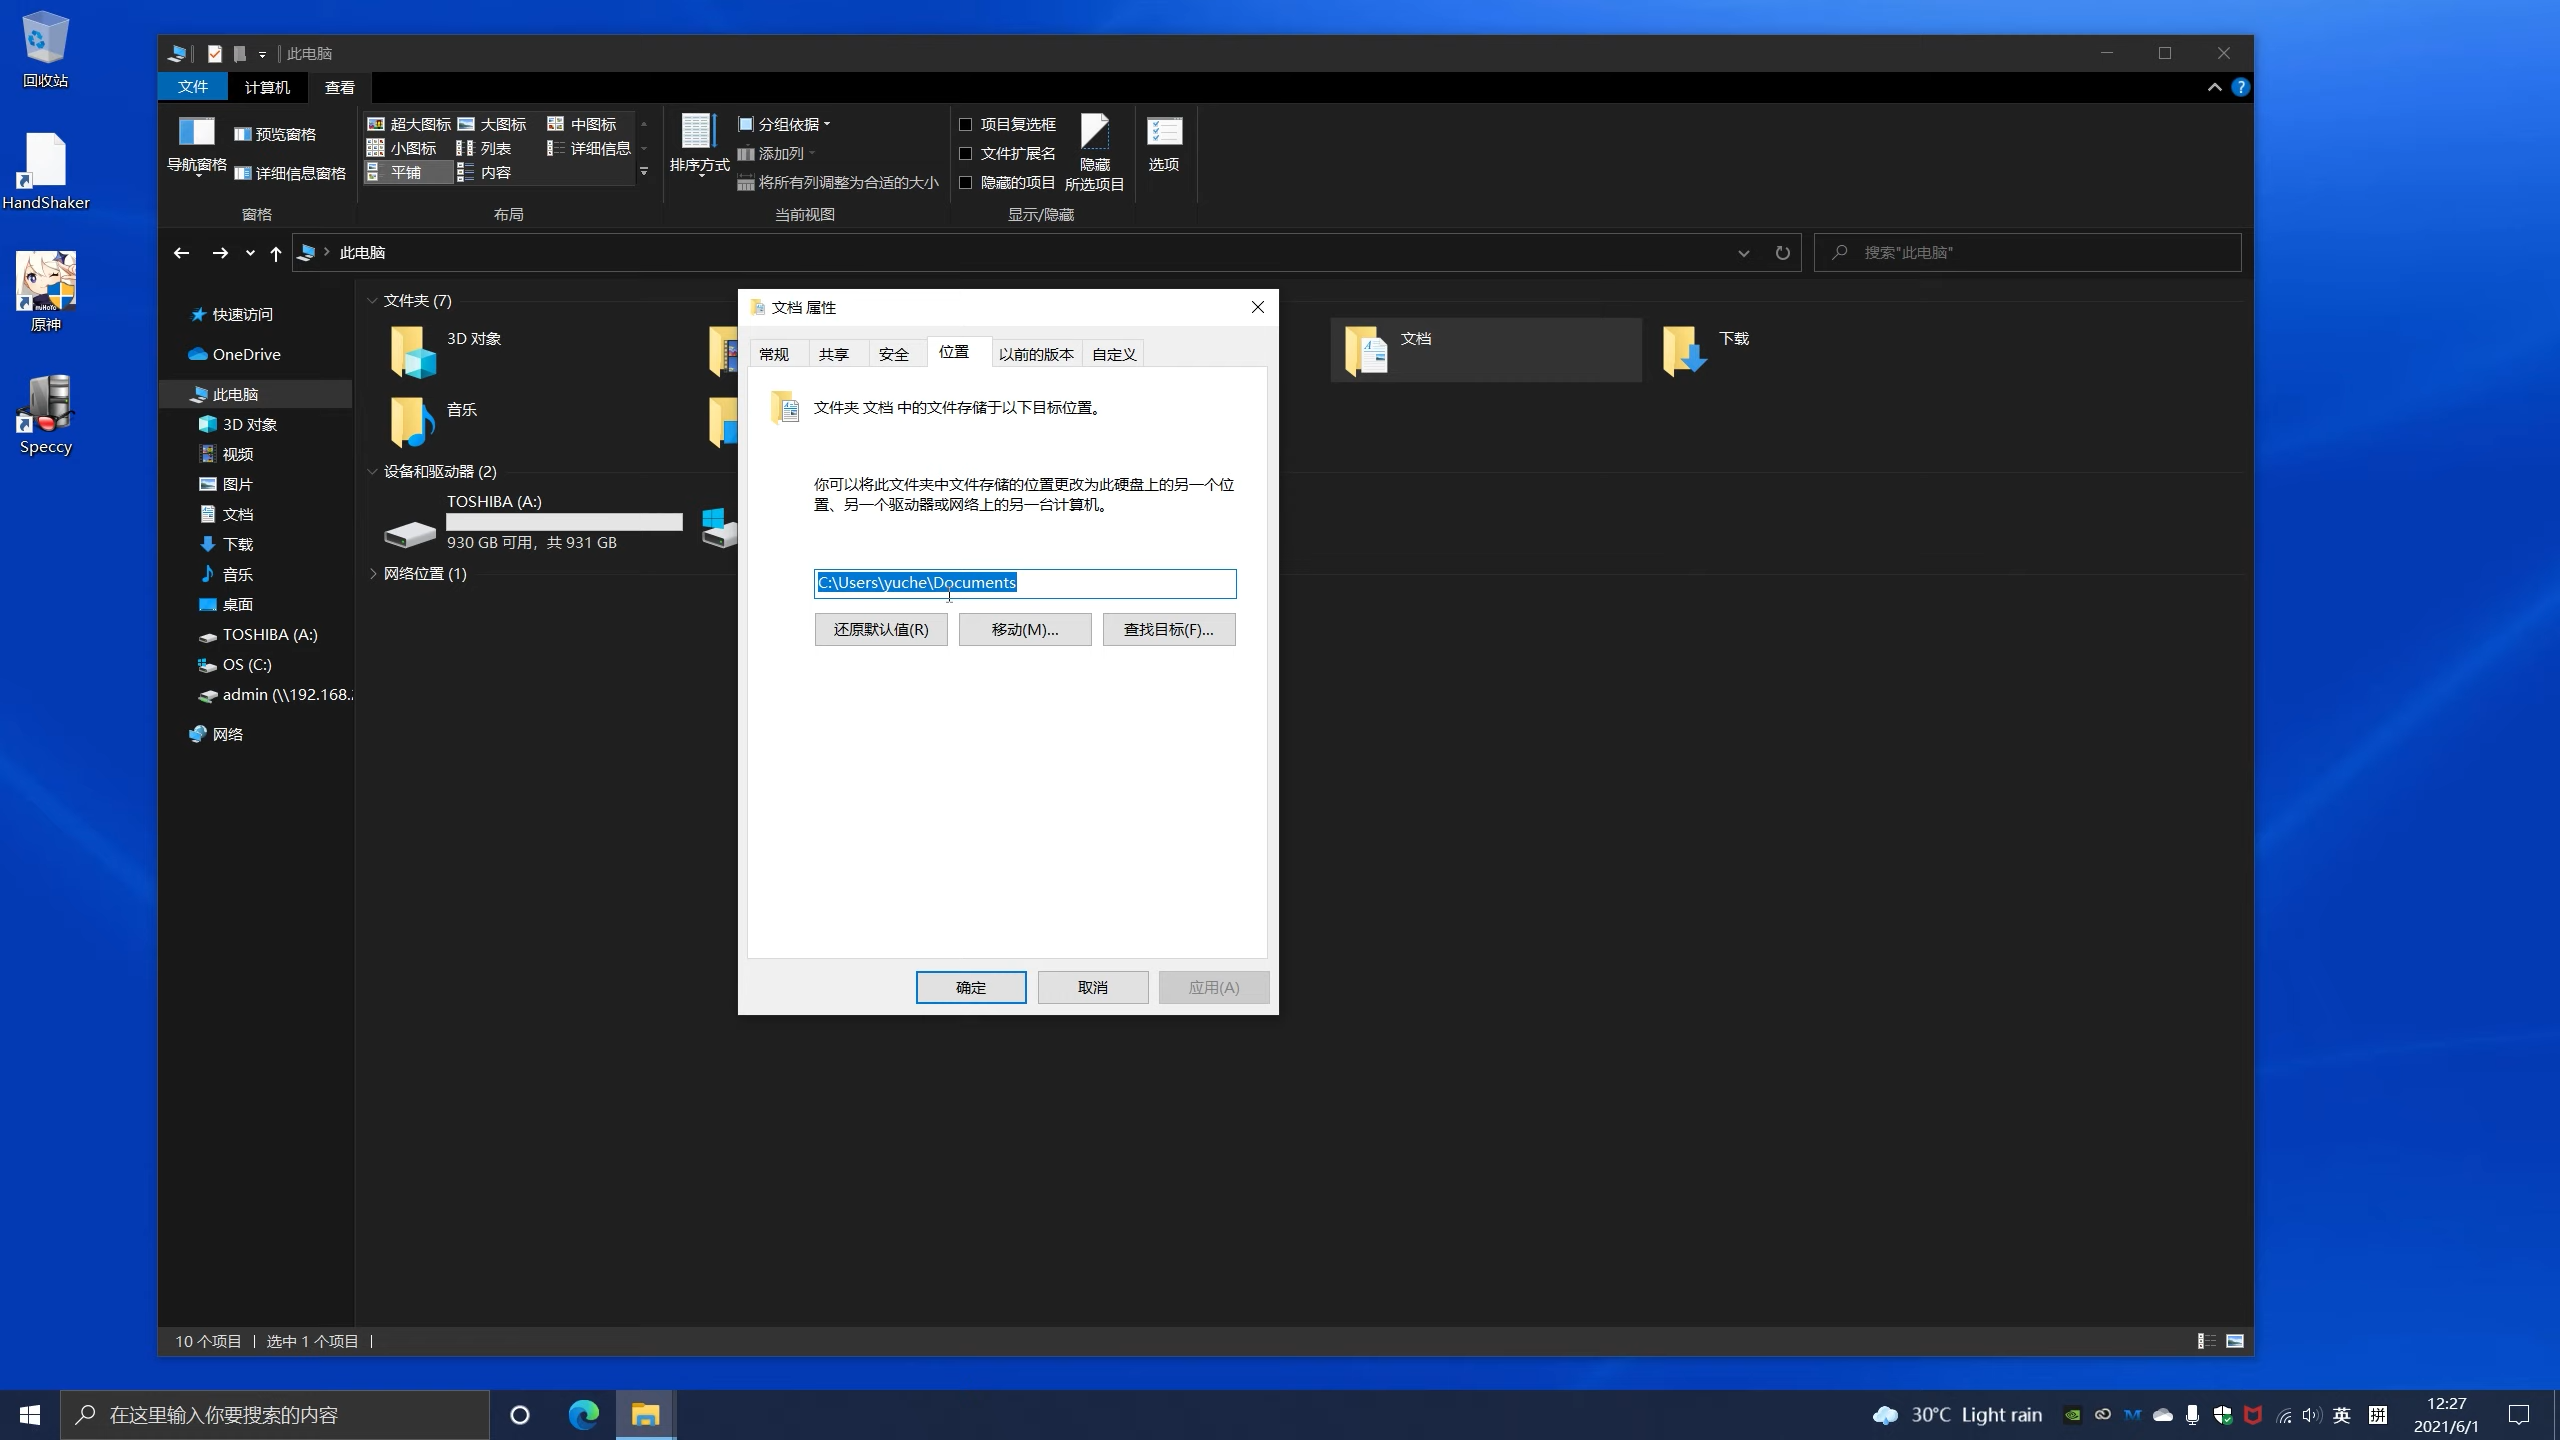 回收站
HandShaker
miHoYo
原神
Speccy
此电脑
文件
计算机
查看
导航窗格
预览窗格
详细信息窗格
窗格
超大图标
大图标
中图标
小图标
列表
详细信息
平铺
内容
布局
排序方式
分组依据
添加列
将所有列调整为合适的大小
当前视图
项目复选框
文件扩展名
隐藏的项目
隐藏
所选项目
显示/隐藏
选项
此电脑
搜索"此电脑"
快速访问
OneDrive
此电脑
3D 对象
视频
图片
文档
下载
音乐
桌面
TOSHIBA (A:)
OS (C:)
admin (\\192.168.
网络
文件夹 (7)
3D 对象
文档
下载
音乐
设备和驱动器 (2)
TOSHIBA (A:)
930 GB 可用，共 931 GB
网络位置 (1)
文档 属性
常规
共享
安全
位置
以前的版本
自定义
文件夹 文档 中的文件存储于以下目标位置。
你可以将此文件夹中文件存储的位置更改为此硬盘上的另一个位
置、另一个驱动器或网络上的另一台计算机。
C:\Users\yuche\Documents
还原默认值(R)
移动(M)...
查找目标(F)...
确定
取消
应用(A)
10 个项目
选中 1 个项目
在这里输入你要搜索的内容
30°C Light rain
英
拼
12:27
2021/6/1